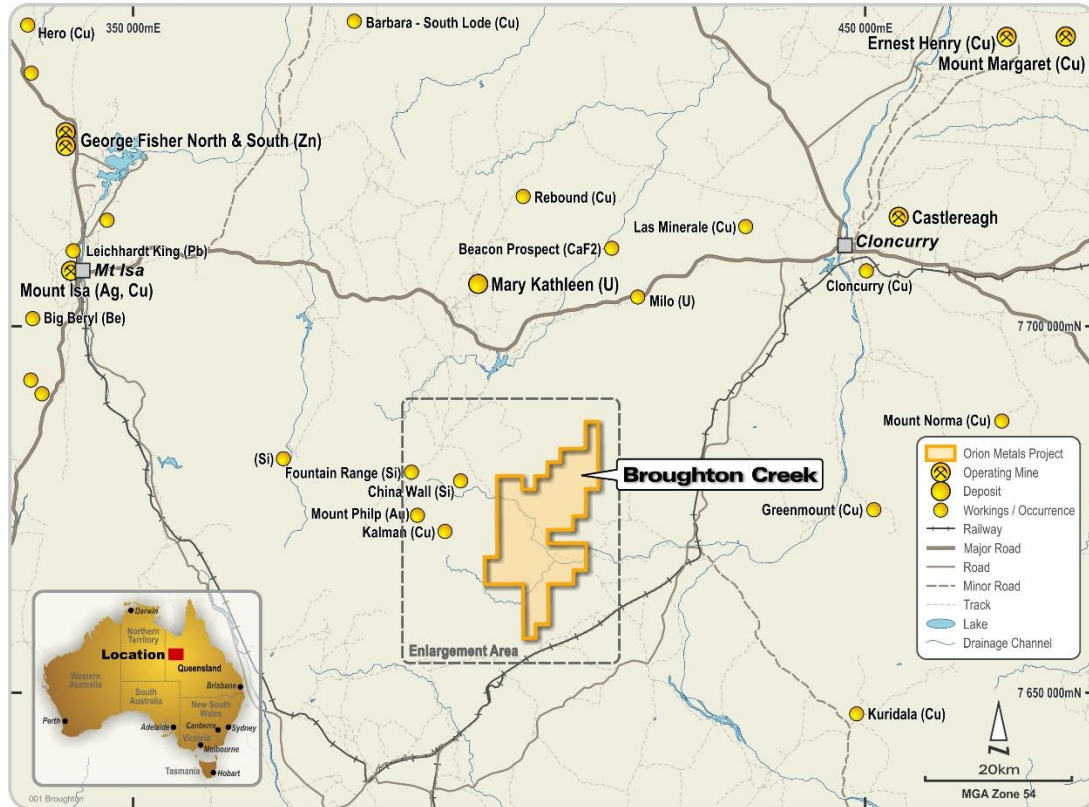 350 000mE
450 000mE
Hero (Cu)
Barbara - South Lode (Cu)
Ernest Henry (Cu)
Mount Margaret (Cu)
George Fisher North & South (Zn)
Rebound (Cu)
Las Minerale (Cu)
Castlereagh
Beacon Prospect (CaF2)
Cloncurry
Leichhardt King (Pb)
Mt Isa
Mount Isa (Ag, Cu)
Mary Kathleen (U)
Milo (U)
Cloncurry (Cu)
Big Beryl (Be)
7 700 000mN
Mount Norma (Cu)
(Si)
Fountain Range (Si)
China Wall (Si)
Broughton Creek
Mount Philp (Au)
Kalman (Cu)
Greenmount (Cu)
Enlargement Area
Kuridala (Cu)
7 650 000mN
Orion Metals Project
Operating Mine
Deposit
Workings / Occurrence
Railway
Major Road
Road
Minor Road
Track
Lake
Drainage Channel
Darwin
Northern
Territory
Location
Queensland
Western
Australia
South
Australia
Brisbane
New South
Wales
Perth
Adelaide
Canberra
Sydney
Victoria
Melbourne
Tasmania
Hobart
N
20km
MGA Zone 54
001 Broughton